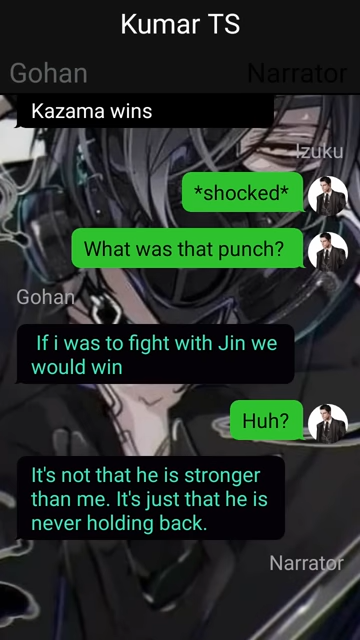 Kumar TS
Gohan
Narrator
Kazama wins
Izuku
*shocked*
What was that punch?
Gohan
If i was to fight with Jin we
would win
Huh?
It's not that he is stronger
than me. It's just that he is
never holding back.
Narrator